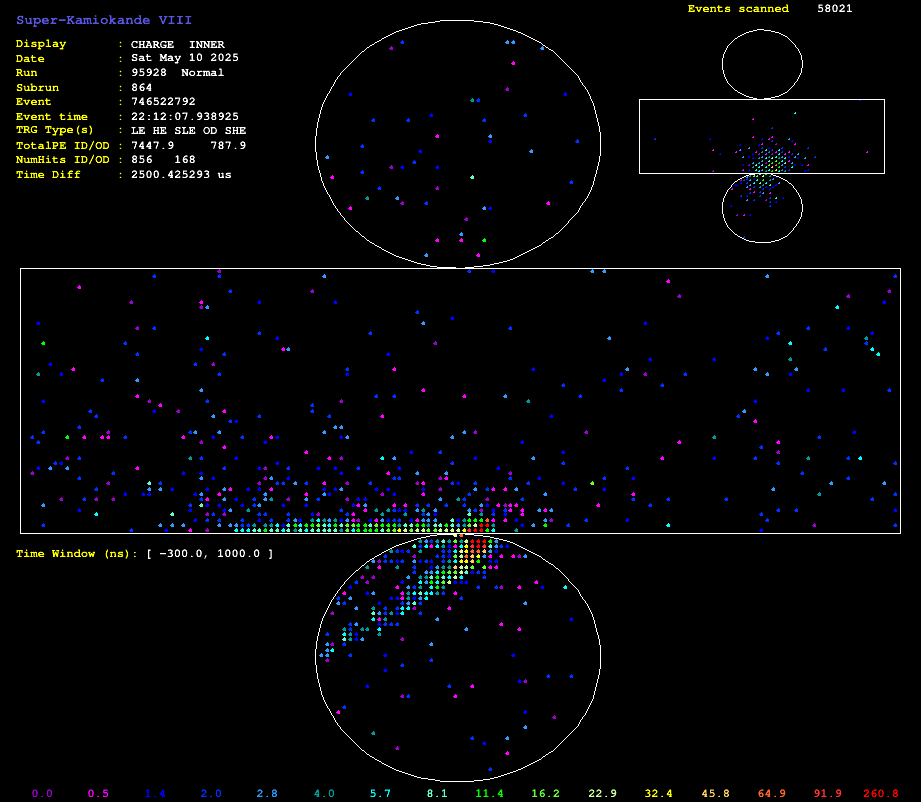 Super-Kamiokande VIII
Events scanned 58021
Display : CHARGE INNER
Date : Sat May 10 2025
Run : 95928 Normal
Subrun : 864
Event : 746522792
Event time : 22:12:07.938925
TRG Type(s) : LE HE SLE OD SHE
TotalPE ID/OD : 7447.9 787.9
NumHits ID/OD : 856 168
Time Diff : 2500.425293 us
Time Window (ns): [ −300.0, 1000.0 ]
0.0 0.5 1.4 2.0 2.8 4.0 5.7 8.1 11.4 16.2 22.9 32.4 45.8 64.9 91.9 260.8